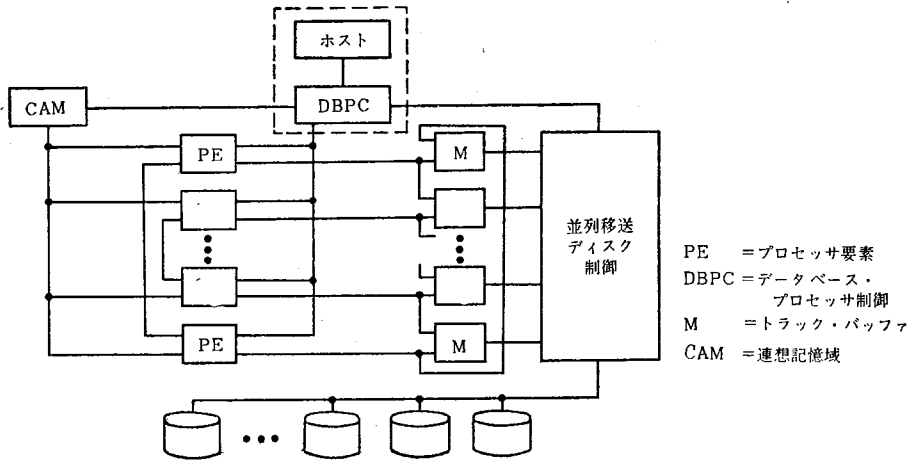 ホスト
CAM
DBPC
PE
M
並列移送
ディスク
制御
PE
M
PE =プロセッサ要素
DBPC=データベース・
プロセッサ制御
M =トラック・バッファ
CAM =連想記憶域